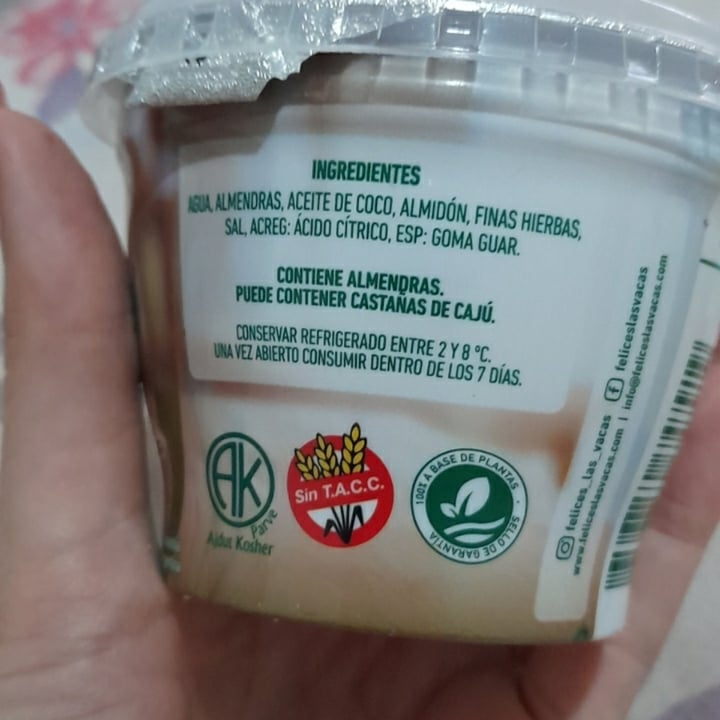 INGREDIENTES
AGUA, ALMENDRAS, ACEITE DE COCO, ALMIDÓN, FINAS HIERBAS,
SAL, ACREG: ÁCIDO CÍTRICO, ESP: GOMA GUAR.
CONTIENE ALMENDRAS.
PUEDE CONTENER CASTAÑAS DE CAJÚ.
CONSERVAR REFRIGERADO ENTRE 2 Y 8 °C.
UNA VEZ ABIERTO CONSUMIR DENTRO DE LOS 7 DÍAS.
AK
Parve
Ajdut Kosher
Sin T.A.C.C.
100% A BASE DE PLANTAS
SELLO DE GARANTÍA
felices_las_vacas feliceslasvacas
www.feliceslasvacas.com | info@feliceslasvacas.com